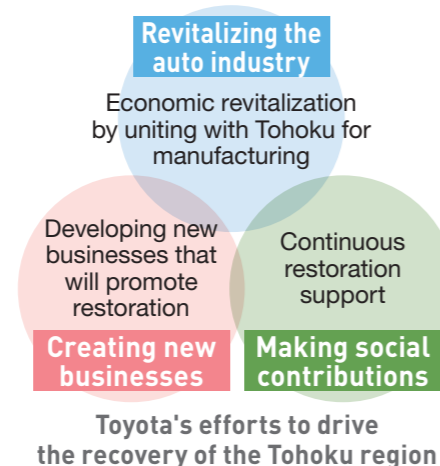 Revitalizing the
auto industry
Economic revitalization
by uniting with Tohoku for
manufacturing
Developing new
businesses that
will promote
restoration
Creating new
businesses
Continuous
restoration
support
Making social
contributions
Toyota's efforts to drive
the recovery of the Tohoku region